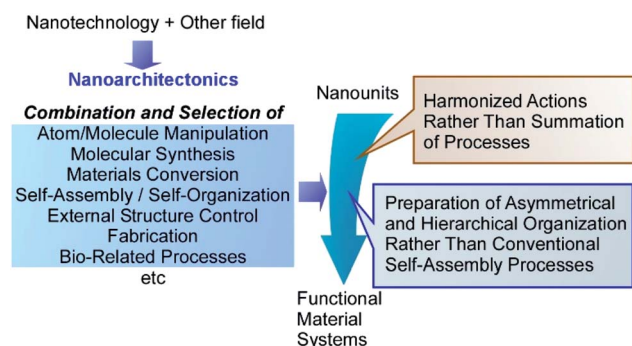 Nanotechnology + Other field
Nanoarchitectonics
Combination and Selection of
Atom/Molecule Manipulation
Molecular Synthesis
Materials Conversion
Self-Assembly / Self-Organization
External Structure Control
Fabrication
Bio-Related Processes
etc
Nanounits
Functional
Material
Systems
Harmonized Actions
Rather Than Summation
of Processes
Preparation of Asymmetrical
and Hierarchical Organization
Rather Than Conventional
Self-Assembly Processes